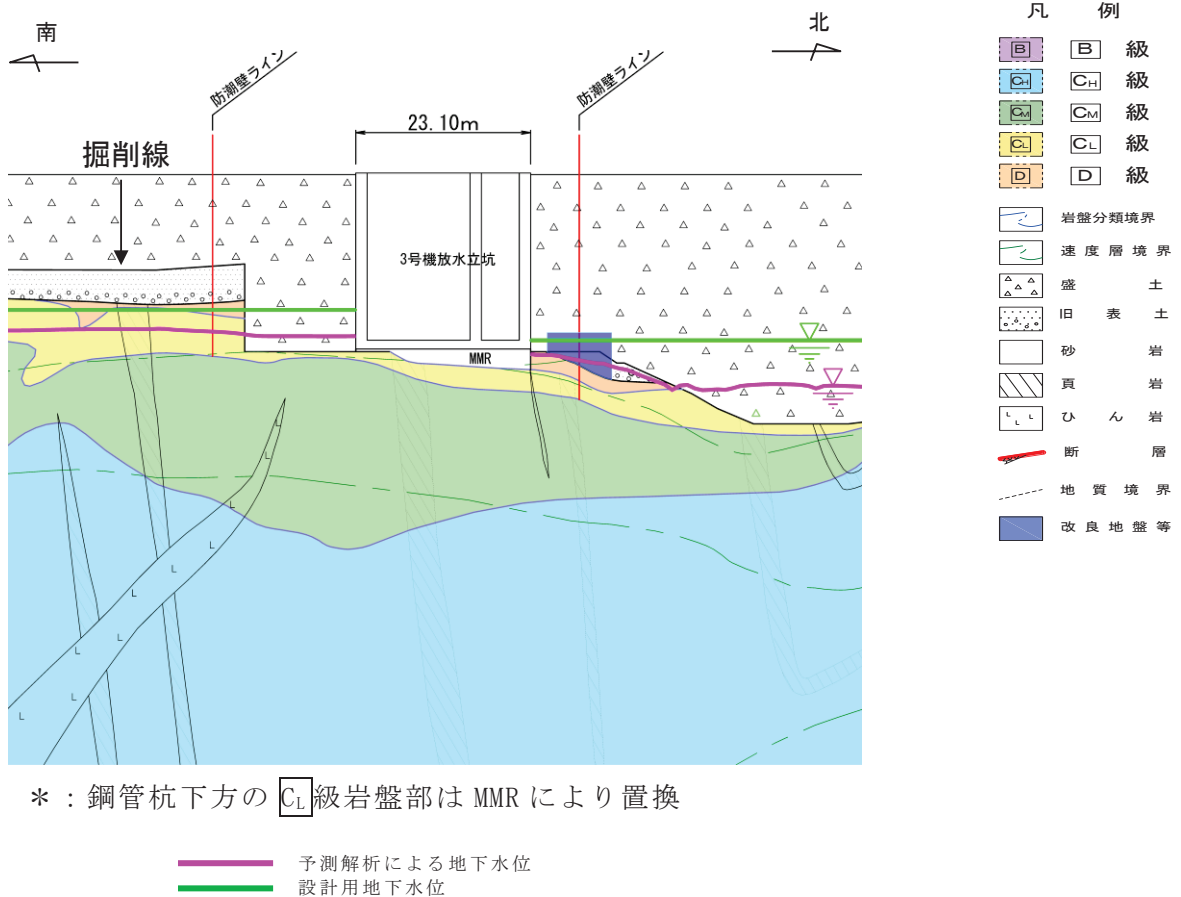 南
北
防潮壁ライン
防潮壁ライン
23.10m
掘削線
3号機放水立坑
MMR
L
L
L
L
L
L
L
L
L
L
凡 例
B B 級
CH CH 級
CM CM 級
CL CL 級
D D 級
岩盤分類境界
速度層境界
盛土
旧表土
砂岩
頁岩
L L L ひん岩
断層
地質境界
改良地盤等
*：鋼管杭下方のCL級岩盤部はMMRにより置換
予測解析による地下水位
設計用地下水位